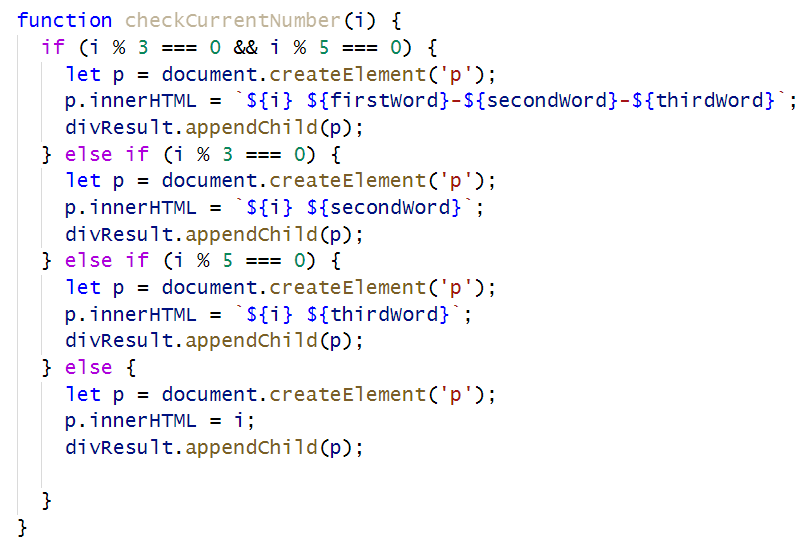 function checkCurrentNumber(i) {
  if (i % 3 === 0 && i % 5 === 0) {
    let p = document.createElement('p');
    p.innerHTML = `${i} ${firstWord}-${secondWord}-${thirdWord}`;
    divResult.appendChild(p);
  } else if (i % 3 === 0) {
    let p = document.createElement('p');
    p.innerHTML = `${i} ${secondWord}`;
    divResult.appendChild(p);
  } else if (i % 5 === 0) {
    let p = document.createElement('p');
    p.innerHTML = `${i} ${thirdWord}`;
    divResult.appendChild(p);
  } else {
    let p = document.createElement('p');
    p.innerHTML = i;
    divResult.appendChild(p);

  }
}